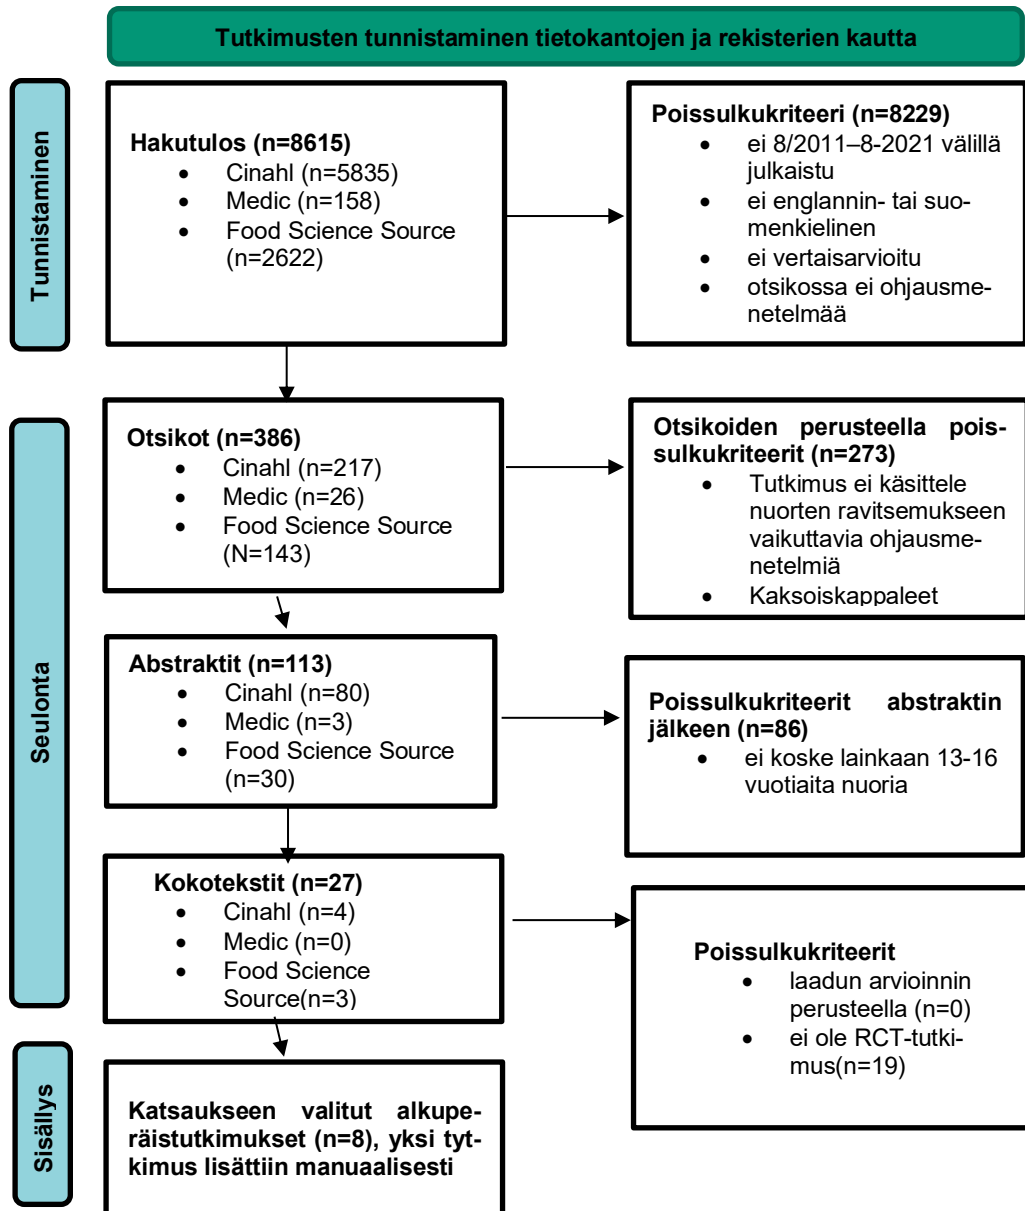 Tutkimusten tunnistaminen tietokantojen ja rekisterien kautta
Tunnistaminen
Hakutulos (n=8615)
• Cinahl (n=5835)
• Medic (n=158)
• Food Science Source
(n=2622)
Poissulkukriteeri (n=8229)
• ei 8/2011–8-2021 välillä
julkaistu
• ei englannin- tai suo-
menkielinen
• ei vertaisarvioitu
• otsikossa ei ohjausme-
netelmää
Seulonta
Otsikot (n=386)
• Cinahl (n=217)
• Medic (n=26)
• Food Science Source
(N=143)
Otsikoiden perusteella pois-
sulkukriteerit (n=273)
• Tutkimus ei käsittele
nuorten ravitsemukseen
vaikuttavia ohjausme-
netelmiä
• Kaksoiskappaleet
Abstraktit (n=113)
• Cinahl (n=80)
• Medic (n=3)
• Food Science Source
(n=30)
Poissulkukriteerit abstraktin
jälkeen (n=86)
• ei koske lainkaan 13-16
vuotiaita nuoria
Kokotekstit (n=27)
• Cinahl (n=4)
• Medic (n=0)
• Food Science
Source(n=3)
Poissulkukriteerit
• laadun arvioinnin
perusteella (n=0)
• ei ole RCT-tutki-
mus(n=19)
Sisällys
Katsaukseen valitut alkupe-
räistutkimukset (n=8), yksi tyt-
kimus lisättiin manuaalisesti